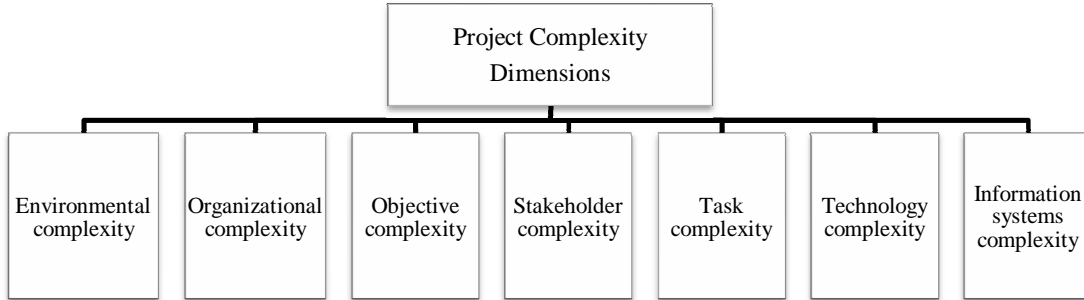 Project Complexity
Dimensions
Environmental
complexity
Organizational
complexity
Objective
complexity
Stakeholder
complexity
Task
complexity
Technology
complexity
Information
systems
complexity